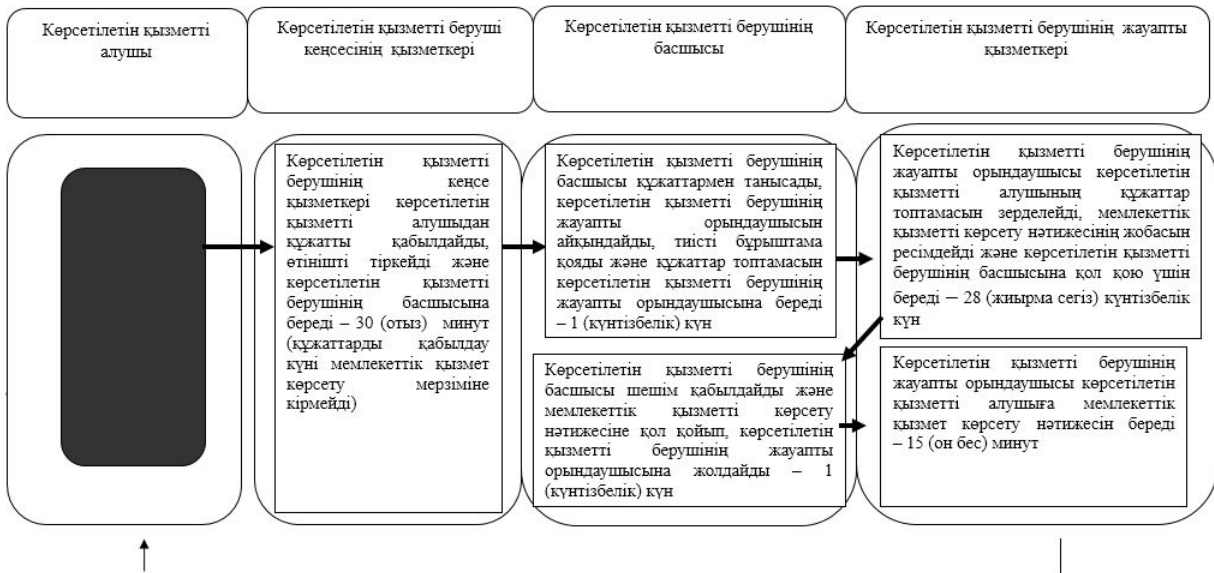 Көрсетілетін қызметті
алушы
Көрсетілетін қызметті беруші
кеңсесінің қызметкері
Көрсетілетін қызметті берушінің
басшысы
Көрсетілетін қызметті берушінің жауапты
қызметкері
Көрсетілетін қызметті
берушінің кеңсе
қызметкері көрсетілетін
қызметті алушыдан
құжатты қабылдайды,
өтінішті тіркейді және
көрсетілетін қызметті
берушінің басшысына
береді – 30 (отыз) минут
(құжаттарды қабылдау
күні мемлекеттік қызмет
көрсету мерзіміне
кірмейді)
Көрсетілетін қызметті берушінің
басшысы құжаттармен танысады,
көрсетілетін қызметті берушінің
жауапты орындаушысын
айқындайды, тиісті бұрыштама
қояды және құжаттар топтамасын
көрсетілетін қызметті берушінің
жауапты орындаушысына береді
– 1 (күнтізбелік) күн
Көрсетілетін қызметті берушінің
жауапты орындаушысы көрсетілетін
қызметті алушының құжаттар
топтамасын зерделейді, мемлекеттік
қызметті көрсету нәтижесінің жобасын
ресімдейді және көрсетілетін қызметті
берушінің басшысына қол қою үшін
береді – 28 (жиырма сегіз) күнтізбелік
күн
Көрсетілетін қызметті берушінің
басшысы шешім қабылдайды және
мемлекеттік қызметті көрсету
нәтижесіне қол қойып, көрсетілетін
қызметті берушінің жауапты
орындаушысына жолдайды – 1
(күнтізбелік) күн
Көрсетілетін қызметті берушінің
жауапты орындаушысы көрсетілетін
қызметті алушыға мемлекеттік
қызмет көрсету нәтижесін береді
– 15 (он бес) минут